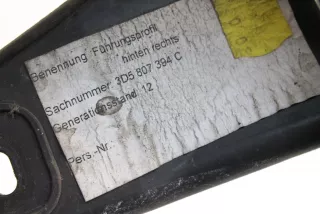 Benennung Führungsprofil
hinten rechts
Sachnummer 3D5 807 394 C
Generationsstand 12
Pers.-Nr.